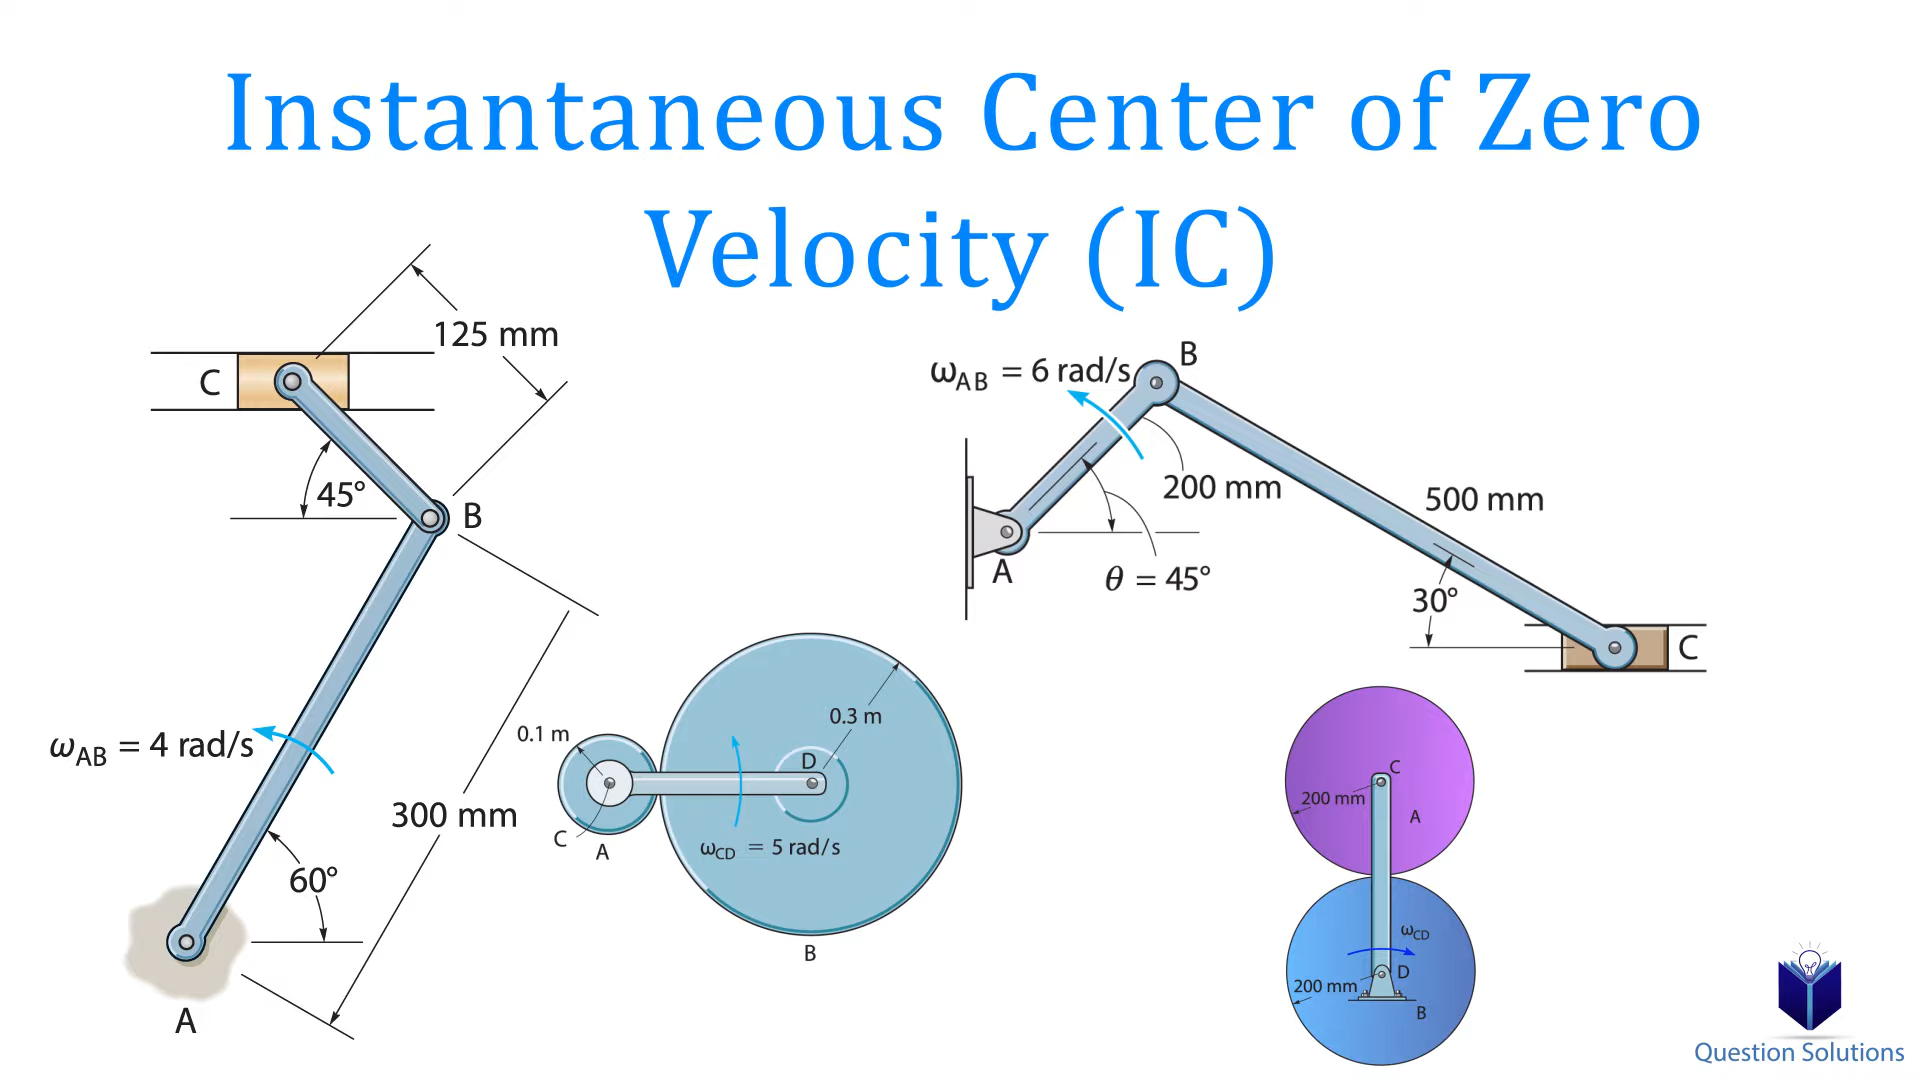 Instantaneous Center of Zero
Velocity (IC)
125 mm
C
45°
B
ω_AB = 4 rad/s
300 mm
60°
A
ω_AB = 6 rad/s
B
200 mm
500 mm
A
θ = 45°
30°
C
0.1 m
0.3 m
D
C
A
ω_CD = 5 rad/s
B
C
200 mm
A
ω_CD
D
200 mm
B
Question Solutions